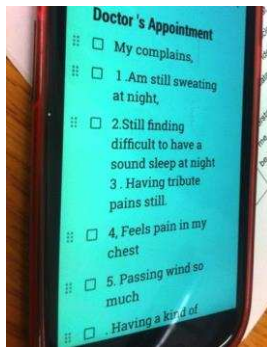 Doctor 's Appointment
My complains,
1 .Am still sweating
at night,
2.Still finding
difficult to have a
sound sleep at night
3 . Having tribute
pains still.
4, Feels pain in my
chest
5. Passing wind so
much
. Having a kind of